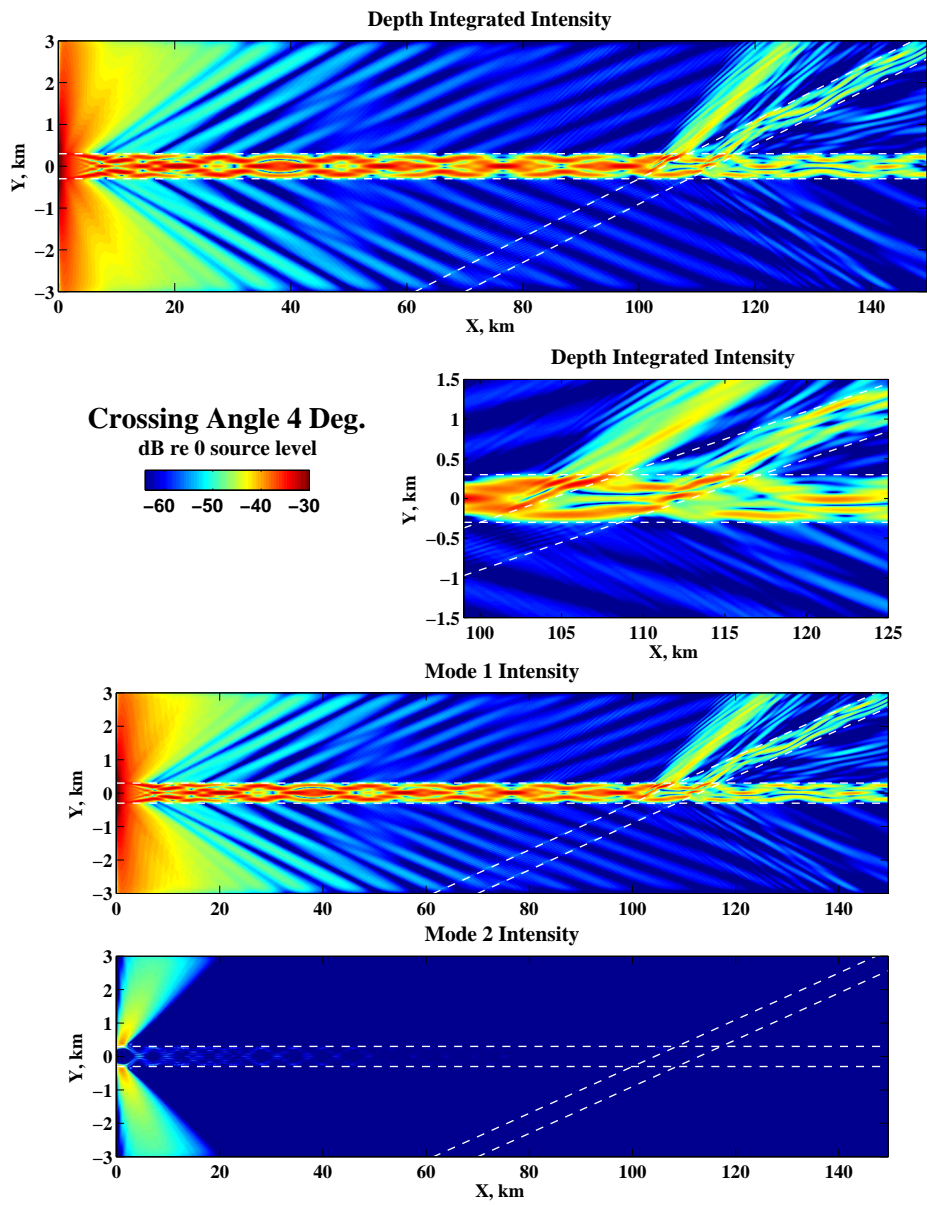 Depth Integrated Intensity
3
2
1
0
−1
−2
−3
Y, km
0 20 40 60 80 100 120 140
X, km
Depth Integrated Intensity
Crossing Angle 4 Deg.
dB re 0 source level
−60 −50 −40 −30
1.5
1
0.5
0
−0.5
−1
−1.5
Y, km
100 105 110 115 120 125
X, km
Mode 1 Intensity
3
2
1
0
−1
−2
−3
Y, km
0 20 40 60 80 100 120 140
Mode 2 Intensity
3
2
1
0
−1
−2
−3
Y, km
0 20 40 60 80 100 120 140
X, km